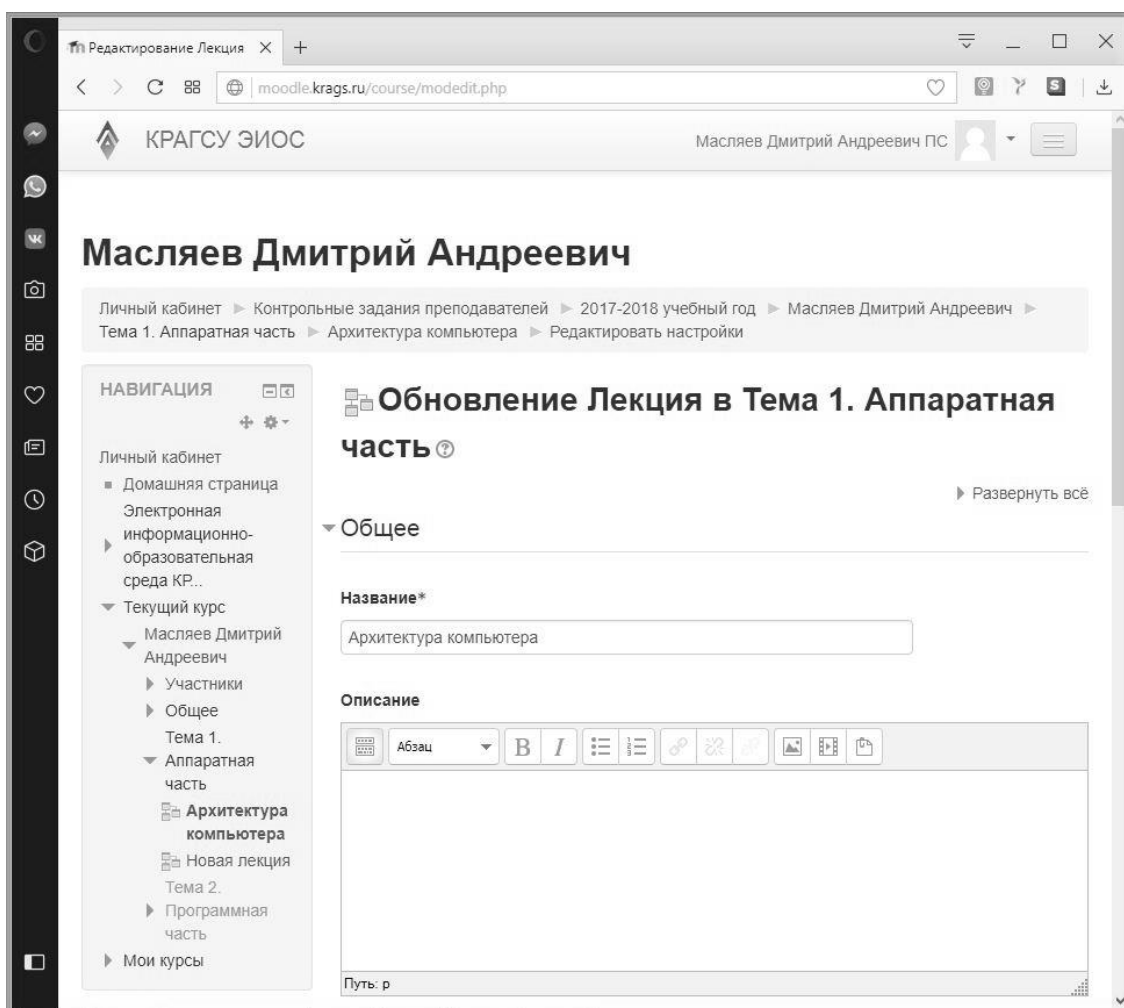 Редактирование Лекция
moodle.krags.ru/course/modedit.php
КРАГСУ ЭИОС
Масляев Дмитрий Андреевич ПС
Масляев Дмитрий Андреевич
Личный кабинет ▶ Контрольные задания преподавателей ▶ 2017-2018 учебный год ▶ Масляев Дмитрий Андреевич ▶
Тема 1. Аппаратная часть ▶ Архитектура компьютера ▶ Редактировать настройки
НАВИГАЦИЯ
Личный кабинет
Домашняя страница
Электронная
информационно-
образовательная
среда КР...
Текущий курс
Масляев Дмитрий
Андреевич
Участники
Общее
Тема 1.
Аппаратная
часть
Архитектура
компьютера
Новая лекция
Тема 2.
Программная
часть
Мои курсы
Обновление Лекция в Тема 1. Аппаратная
часть
Развернуть всё
Общее
Название*
Архитектура компьютера
Описание
Абзац
B I
Путь: p